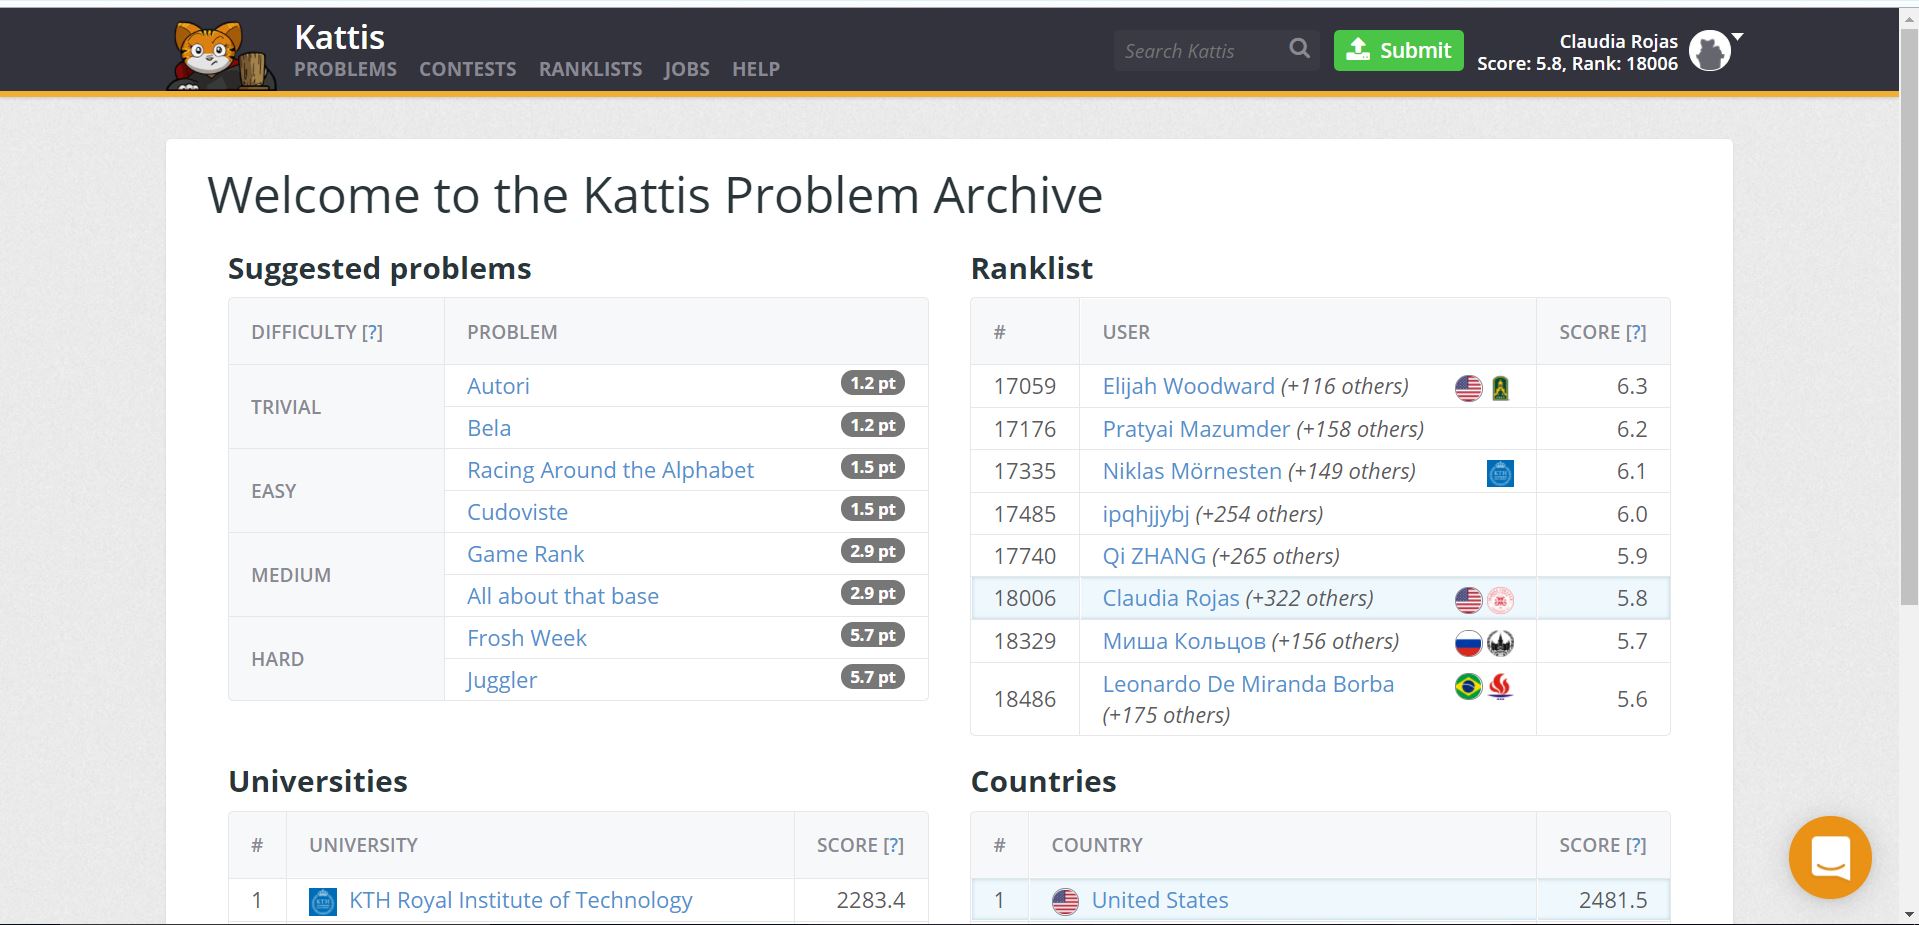 Kattis
PROBLEMS CONTESTS RANKLISTS JOBS HELP
Search Kattis
Submit
Claudia Rojas
Score: 5.8, Rank: 18006
Welcome to the Kattis Problem Archive
Suggested problems
DIFFICULTY [?] PROBLEM
TRIVIAL
Autori 1.2 pt
Bela 1.2 pt
EASY
Racing Around the Alphabet 1.5 pt
Cudoviste 1.5 pt
MEDIUM
Game Rank 2.9 pt
All about that base 2.9 pt
HARD
Frosh Week 5.7 pt
Juggler 5.7 pt
Ranklist
# USER SCORE [?]
17059 Elijah Woodward (+116 others) 6.3
17176 Pratyai Mazumder (+158 others) 6.2
17335 Niklas Mörnesten (+149 others) 6.1
17485 ipqhjjybj (+254 others) 6.0
17740 Qi ZHANG (+265 others) 5.9
18006 Claudia Rojas (+322 others) 5.8
18329 Миша Кольцов (+156 others) 5.7
18486 Leonardo De Miranda Borba 5.6
(+175 others)
Universities
# UNIVERSITY SCORE [?]
1 KTH Royal Institute of Technology 2283.4
Countries
# COUNTRY SCORE [?]
1 United States 2481.5